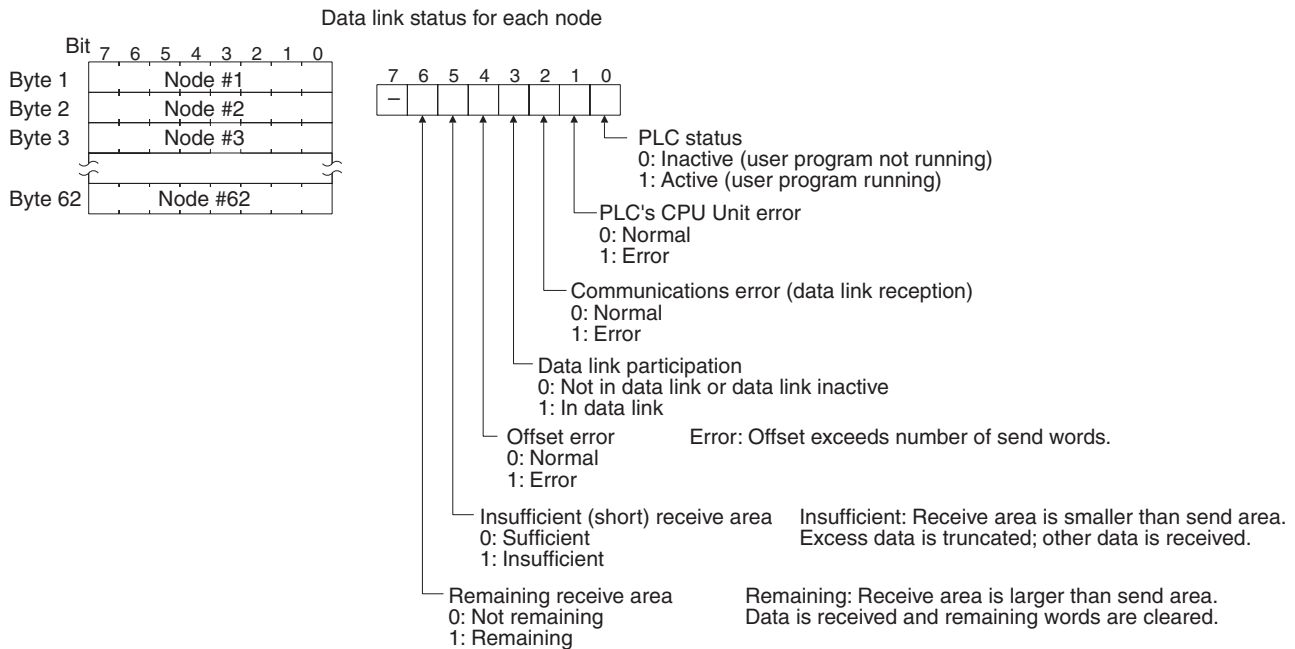 Data link status for each node
Bit 7 6 5 4 3 2 1 0
Byte 1 Node #1
Byte 2 Node #2
Byte 3 Node #3
Byte 62 Node #62
7 6 5 4 3 2 1 0
–
PLC status
0: Inactive (user program not running)
1: Active (user program running)
PLC's CPU Unit error
0: Normal
1: Error
Communications error (data link reception)
0: Normal
1: Error
Data link participation
0: Not in data link or data link inactive
1: In data link
Offset error Error: Offset exceeds number of send words.
0: Normal
1: Error
Insufficient (short) receive area Insufficient: Receive area is smaller than send area.
0: Sufficient Excess data is truncated; other data is received.
1: Insufficient
Remaining receive area Remaining: Receive area is larger than send area.
0: Not remaining Data is received and remaining words are cleared.
1: Remaining